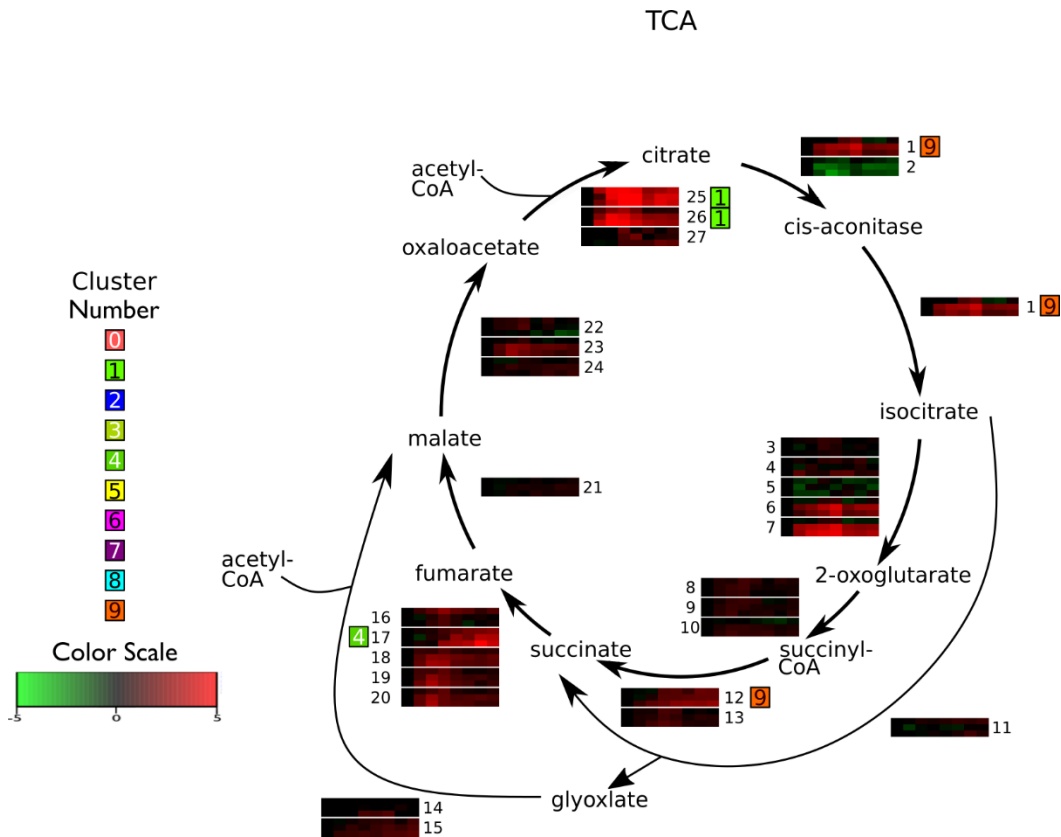 TCA
citrate
1 9
2
acetyl-
CoA
25 1
26 1
27
cis-aconitase
oxaloacetate
Cluster
Number
0
1
2
3
4
5
6
7
8
9
Color Scale
-5 0 5
1 9
22
23
24
isocitrate
malate
3
4
5
6
7
21
acetyl-
CoA
fumarate
2-oxoglutarate
8
9
10
16
4 17
18
19
20
succinate
succinyl-
CoA
12 9
13
11
glyoxlate
14
15